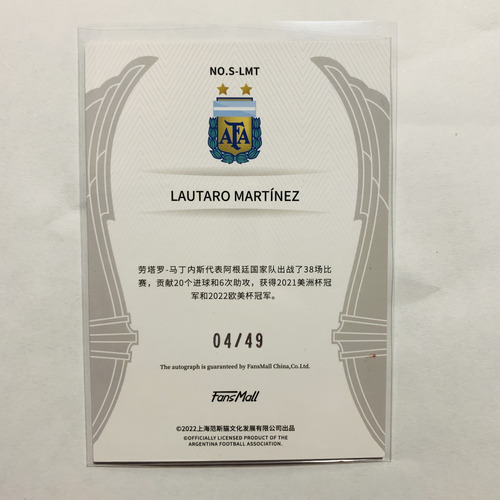 NO.S-LMT
AFA
LAUTARO MARTÍNEZ
劳塔罗-马丁内斯代表阿根廷国家队出战了38场比
赛，贡献20个进球和6次助攻，获得2021美洲杯冠
军和2022欧美杯冠军。
04/49
The autograph is guaranteed by FansMall China,Co.Ltd.
FansMall
©2022上海范斯猫文化发展有限公司出品
©OFFICIALLY LICENSED PRODUCT OF THE
ARGENTINA FOOTBALL ASSOCIATION.